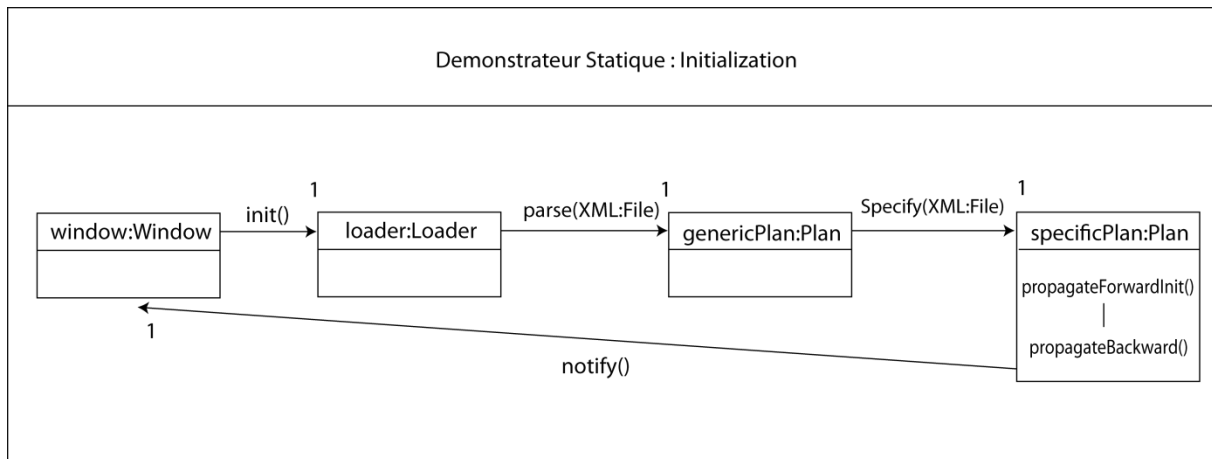 Demonstrateur Statique : Initialization
1
1
1
init()
parse(XML:File)
Specify(XML:File)
window:Window
loader:Loader
genericPlan:Plan
specificPlan:Plan
propagateForwardInit()
propagateBackward()
1
notify()